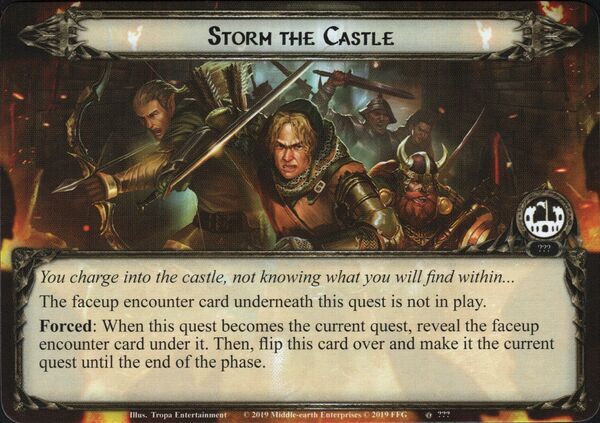 STORM THE CASTLE
???
You charge into the castle, not knowing what you will find within...
The faceup encounter card underneath this quest is not in play.
Forced: When this quest becomes the current quest, reveal the faceup
encounter card under it. Then, flip this card over and make it the current
quest until the end of the phase.
Illus. Tropa Entertainment © 2019 Middle-earth Enterprises © 2019 FFG ???